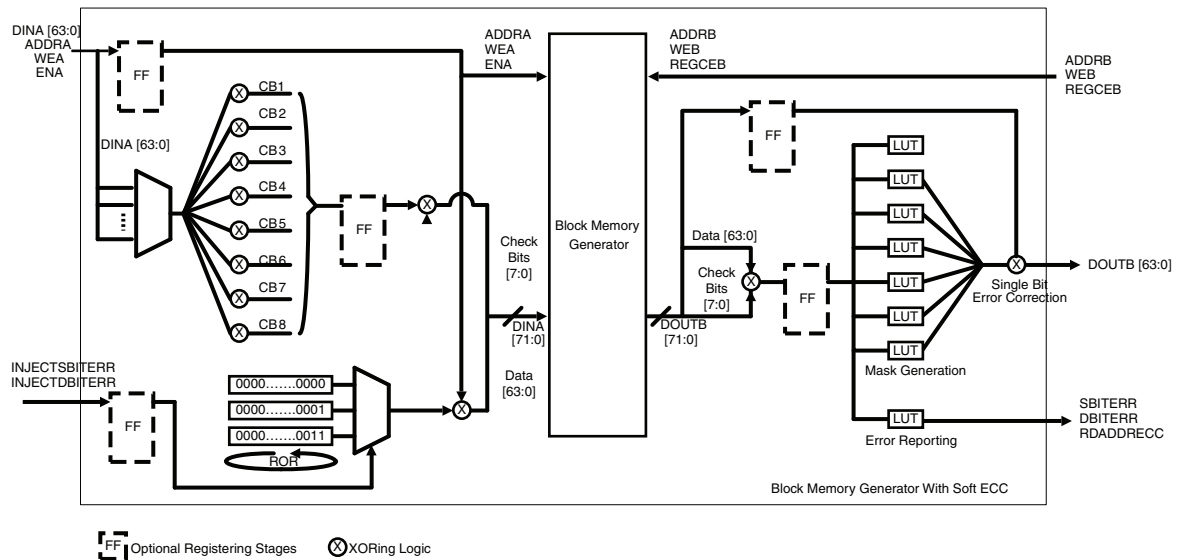 DINA [63:0]
ADDRA
WEA
ENA
FF
DINA [63:0]
X CB1
X CB2
X CB3
X CB4
X CB5
X CB6
X CB7
X CB8
FF
X
ADDRA
WEA
ENA
Check
Bits
[7:0]
DINA
[71:0]
Data
[63:0]
INJECTSBITERR
INJECTDBITERR
FF
0000.......0000
0000.......0001
0000.......0011
ROR
X
Block Memory
Generator
ADDRB
WEB
REGCEB
ADDRB
WEB
REGCEB
FF
Data [63:0]
Check
Bits
[7:0]
X
DOUTB
[71:0]
FF
LUT
LUT
LUT
LUT
LUT
LUT
LUT
Mask Generation
LUT
Error Reporting
X
Single Bit
Error Correction
DOUTB [63:0]
SBITERR
DBITERR
RDADDRECC
Block Memory Generator With Soft ECC
FF Optional Registering Stages
X XORing Logic